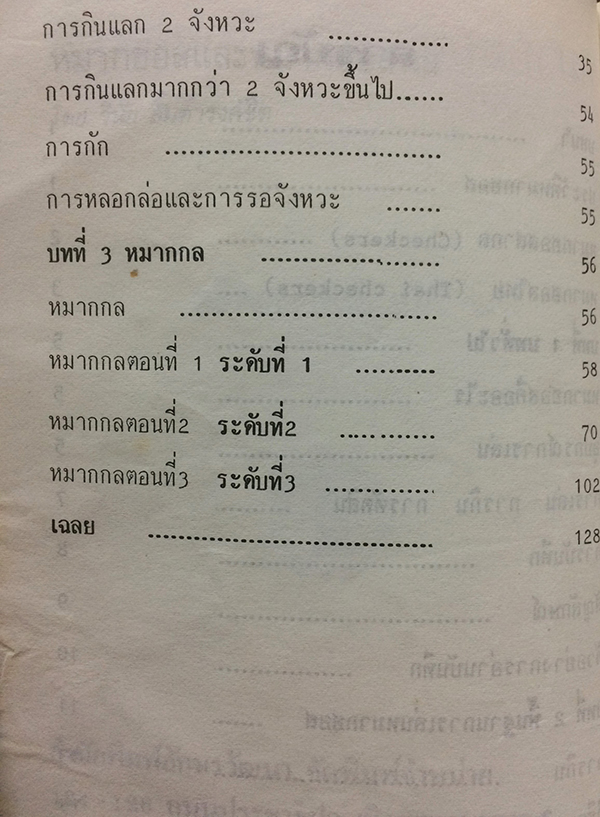 การกินแลก 2 จังหวะ ............... 35
การกินแลกมากกว่า 2 จังหวะขึ้นไป...... 54
การกัก ................................... 55
การหลอกล่อและการรอจังหวะ ....... 55
บทที่ 3 หมากกล ....................... 56
หมากกล ................................. 56
หมากกลตอนที่ 1 ระดับที่ 1 .......... 58
หมากกลตอนที่2 ระดับที่2 ............ 70
หมากกลตอนที่3 ระดับที่3 .............. 102
เฉลย .................................... 128